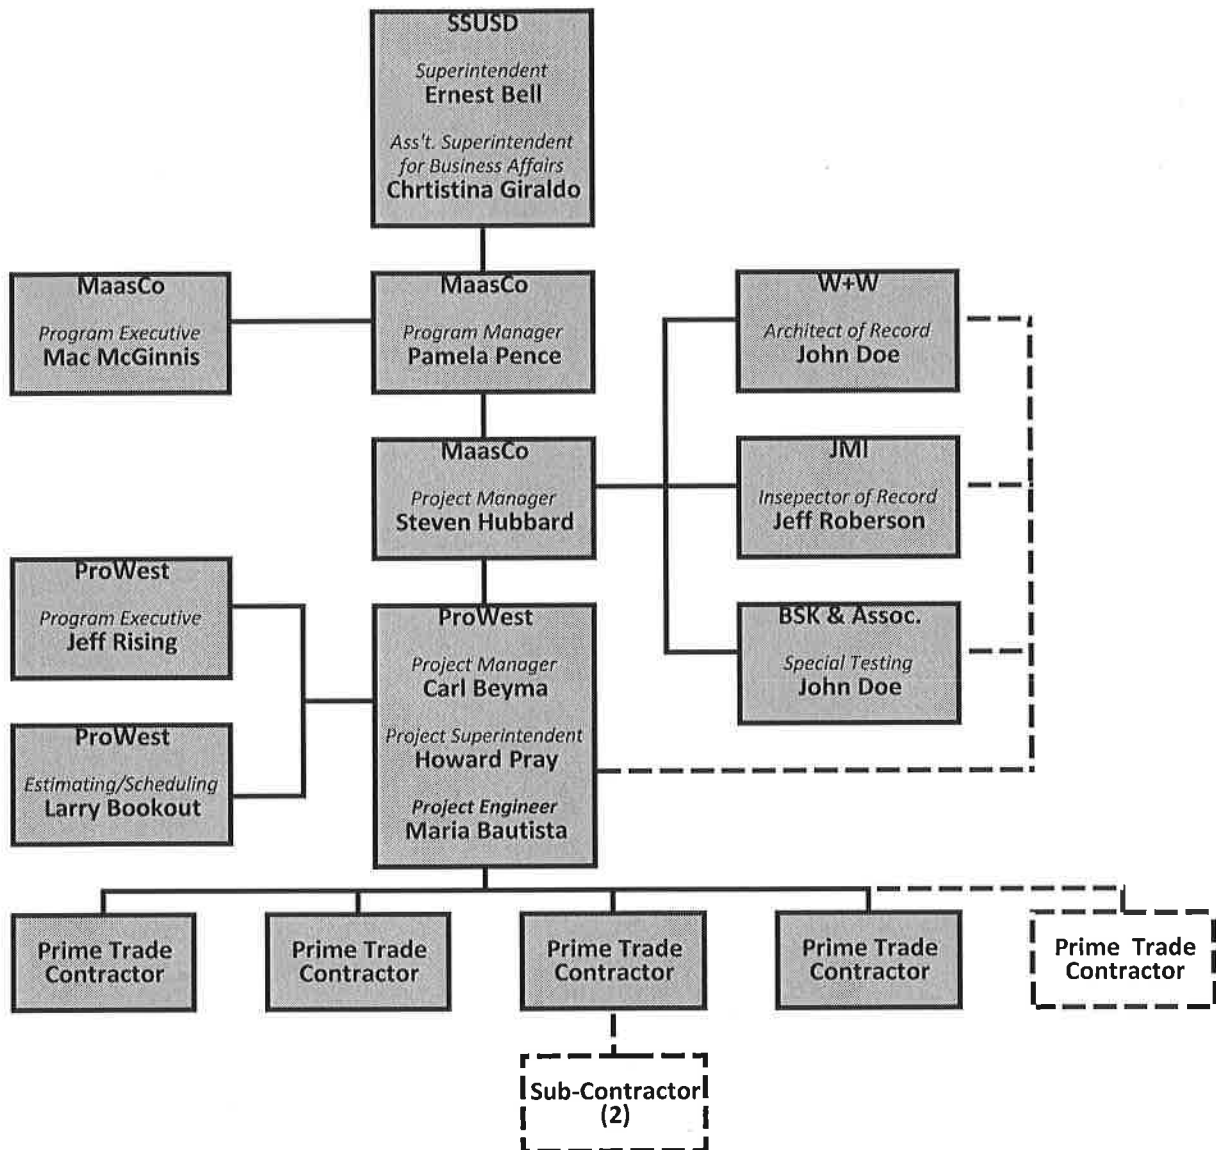 SSUSD
Superintendent
Ernest Bell
Ass't. Superintendent
for Business Affairs
Chrtistina Giraldo
MaasCo
Program Executive
Mac McGinnis
MaasCo
Program Manager
Pamela Pence
W+W
Architect of Record
John Doe
MaasCo
Project Manager
Steven Hubbard
JMI
Insepector of Record
Jeff Roberson
ProWest
Program Executive
Jeff Rising
ProWest
Project Manager
Carl Beyma
Project Superintendent
Howard Pray
Project Engineer
Maria Bautista
BSK & Assoc.
Special Testing
John Doe
ProWest
Estimating/Scheduling
Larry Bookout
Prime Trade
Contractor
Prime Trade
Contractor
Prime Trade
Contractor
Prime Trade
Contractor
Prime Trade
Contractor
Sub-Contractor
(2)